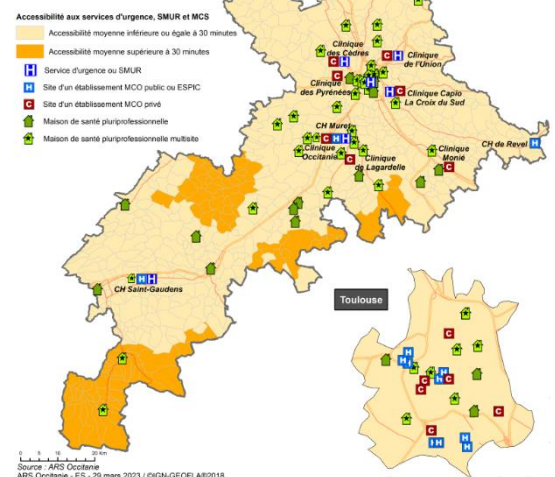 Accessibilité aux services d'urgence, SMUR et MCS
Accessibilité moyenne inférieure ou égale à 30 minutes
Accessibilité moyenne supérieure à 30 minutes
H Service d'urgence ou SMUR
H Site d'un établissement MCO public ou ESPIC
C Site d'un établissement MCO privé
Maison de santé pluriprofessionnelle
Maison de santé pluriprofessionnelle multisite
Clinique
des Cèdres
C H
C H
Clinique
de l'Union
C
Clinique
des Pyrénées
H
H C
Clinique Capio
La Croix du Sud
CH Muret
C H H
Clinique
Occitanie
C
Clinique
de Lagardelle
Clinique
Monié
C
CH de Revel
H
H H
CH Saint-Gaudens
Toulouse
C
H
H
H
H
H
C
C
C
C
C
H
H
H
H
0 5 10 20 km
Source : ARS Occitanie
ARS Occitanie - ES - 29 mars 2023 / ©IGN-GEOFLA®2018